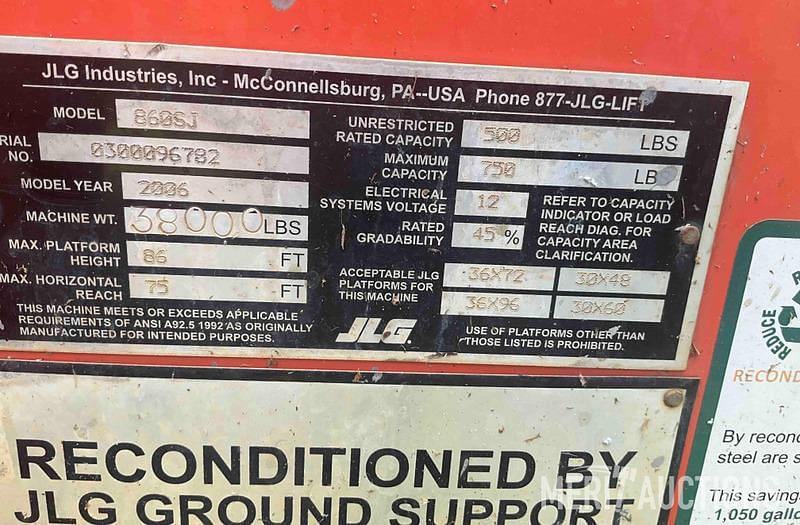 JLG Industries, Inc - McConnellsburg, PA--USA Phone 877-JLG-LIFT
MODEL 860SJ
NO. 0300096782
MODEL YEAR 2006
MACHINE WT. 38000 LBS
MAX. PLATFORM
HEIGHT 86 FT
MAX. HORIZONTAL
REACH 75 FT
THIS MACHINE MEETS OR EXCEEDS APPLICABLE
REQUIREMENTS OF ANSI A92.5 1992 AS ORIGINALLY
MANUFACTURED FOR INTENDED PURPOSES.
UNRESTRICTED
RATED CAPACITY 500 LBS
MAXIMUM
CAPACITY 750 LB
ELECTRICAL
SYSTEMS VOLTAGE 12
RATED
GRADABILITY 45 %
REFER TO CAPACITY
INDICATOR OR LOAD
REACH DIAG. FOR
CAPACITY AREA
CLARIFICATION.
ACCEPTABLE JLG
PLATFORMS FOR
THIS MACHINE
36X72 30X48
36X96 30X60
JLG.
USE OF PLATFORMS OTHER THAN
THOSE LISTED IS PROHIBITED.
RECONDITIONED BY
JLG GROUND SUPPORT
REDUCE
RECOND
By recond
steel are s
This saving
1,050 gallo
MERIT AUCTIONS